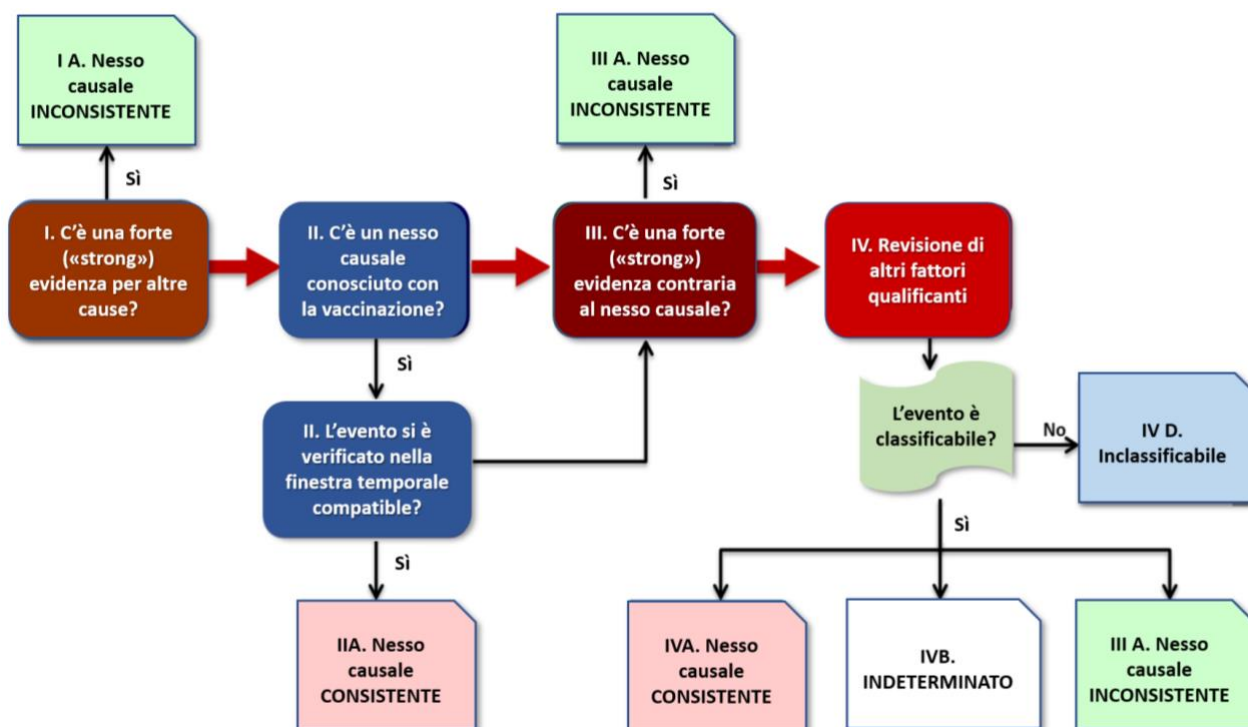 I A. Nesso
causale
INCONSISTENTE
III A. Nesso
causale
INCONSISTENTE
Sì
Sì
I. C'è una forte
(«strong»)
evidenza per altre
cause?
II. C'è un nesso
causale
conosciuto con
la vaccinazione?
III. C'è una forte
(«strong»)
evidenza contraria
al nesso causale?
IV. Revisione di
altri fattori
qualificanti
Sì
II. L'evento si è
verificato nella
finestra temporale
compatible?
L'evento è
classificabile?
No
IV D.
Inclassificabile
Sì
Sì
IIA. Nesso
causale
CONSISTENTE
IVA. Nesso
causale
CONSISTENTE
IVB.
INDETERMINATO
III A. Nesso
causale
INCONSISTENTE